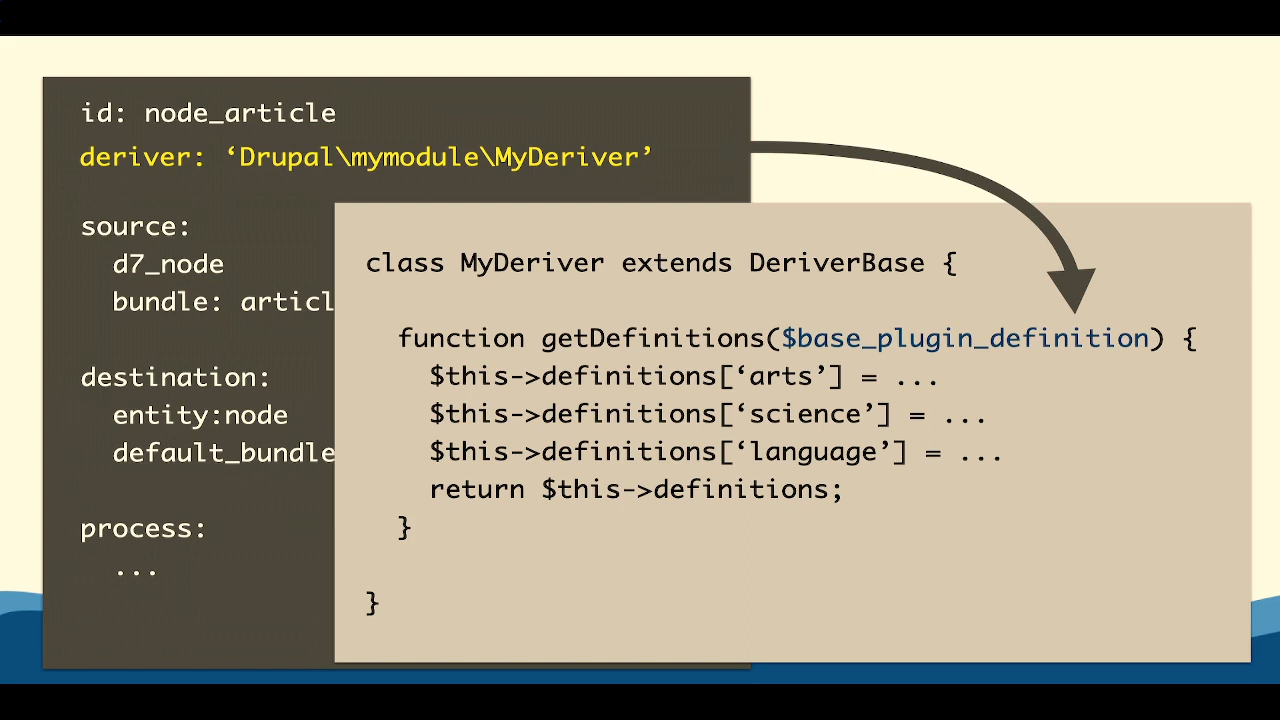 id: node_article
deriver: ‘Drupal\mymodule\MyDeriver’
source:
d7_node
bundle: articl
destination:
entity:node
default_bundle
process:
...
class MyDeriver extends DeriverBase {
function getDefinitions($base_plugin_definition) {
$this->definitions[‘arts’] = ...
$this->definitions[‘science’] = ...
$this->definitions[‘language’] = ...
return $this->definitions;
}
}